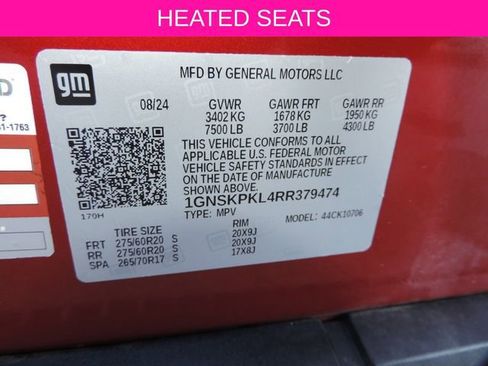 HEATED SEATS
gm
MFD BY GENERAL MOTORS LLC
08/24 GVWR GAWR FRT GAWR RR
3402 KG 1678 KG 1950 KG
7500 LB 3700 LB 4300 LB
THIS VEHICLE CONFORMS TO ALL
APPLICABLE U.S. FEDERAL MOTOR
VEHICLE SAFETY STANDARDS IN EFFECT
ON THE DATE OF MANUFACTURE
SHOWN ABOVE.
1GNSKPKL4RR379474
TYPE: MPV MODEL: 44CK10706
170H
TIRE SIZE RIM
FRT 275/60R20 S 20X9J
RR 275/60R20 S 20X9J
SPA 265/70R17 S 17X8J
D
?
1-1763